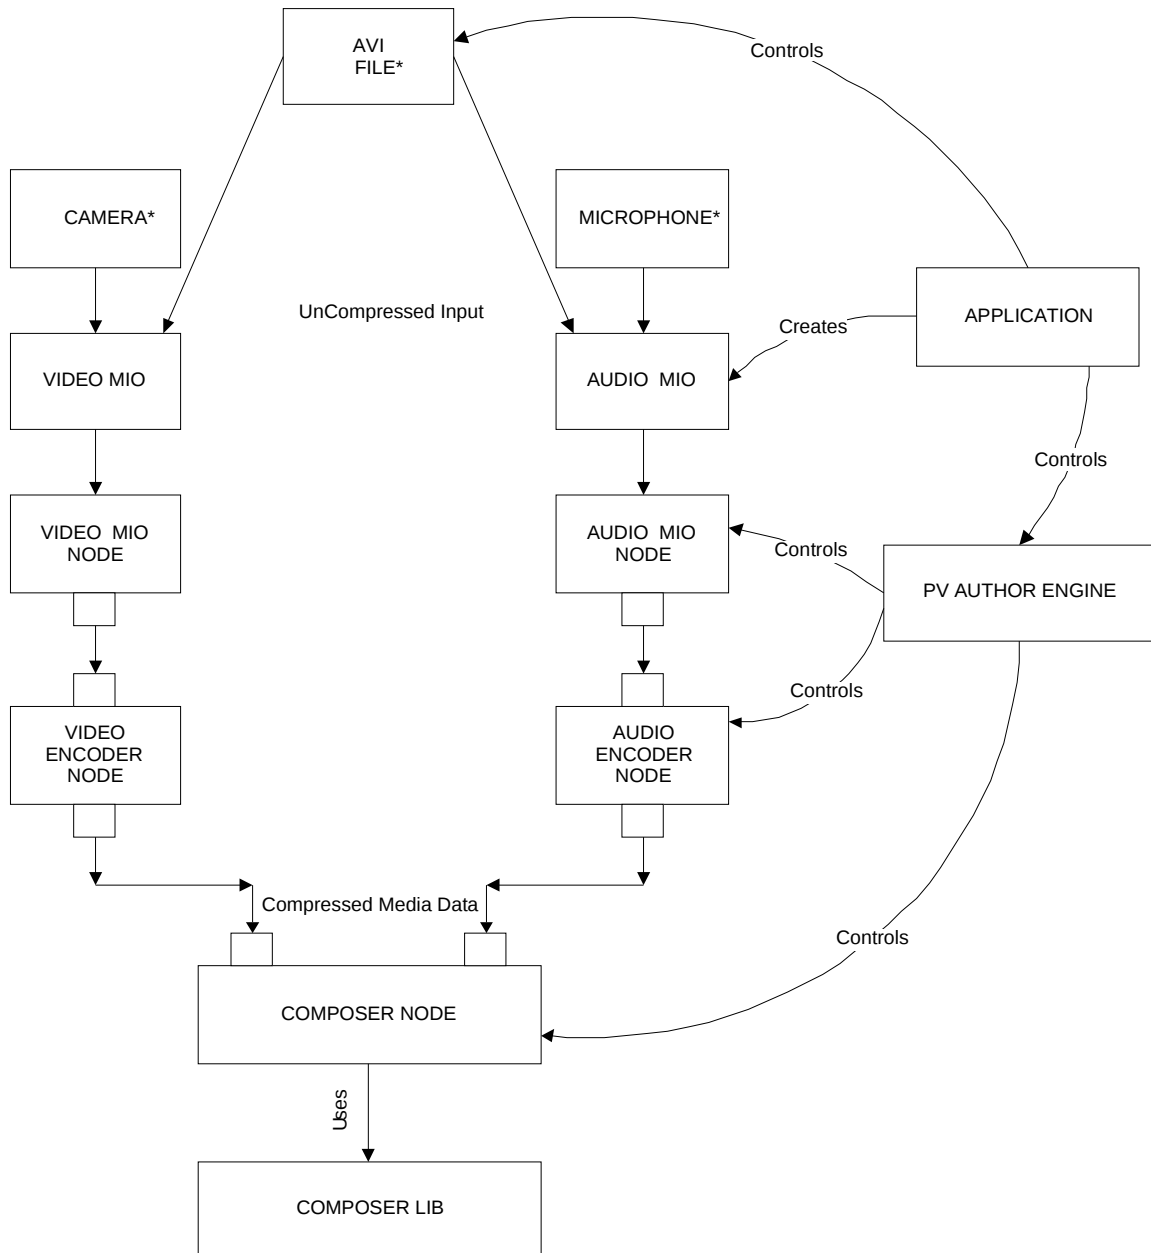 AVI
FILE*
Controls
CAMERA*
MICROPHONE*
UnCompressed Input
APPLICATION
Creates
VIDEO MIO
AUDIO MIO
Controls
VIDEO MIO
NODE
AUDIO MIO
NODE
Controls
PV AUTHOR ENGINE
Controls
VIDEO
ENCODER
NODE
AUDIO
ENCODER
NODE
Compressed Media Data
Controls
COMPOSER NODE
Uses
COMPOSER LIB